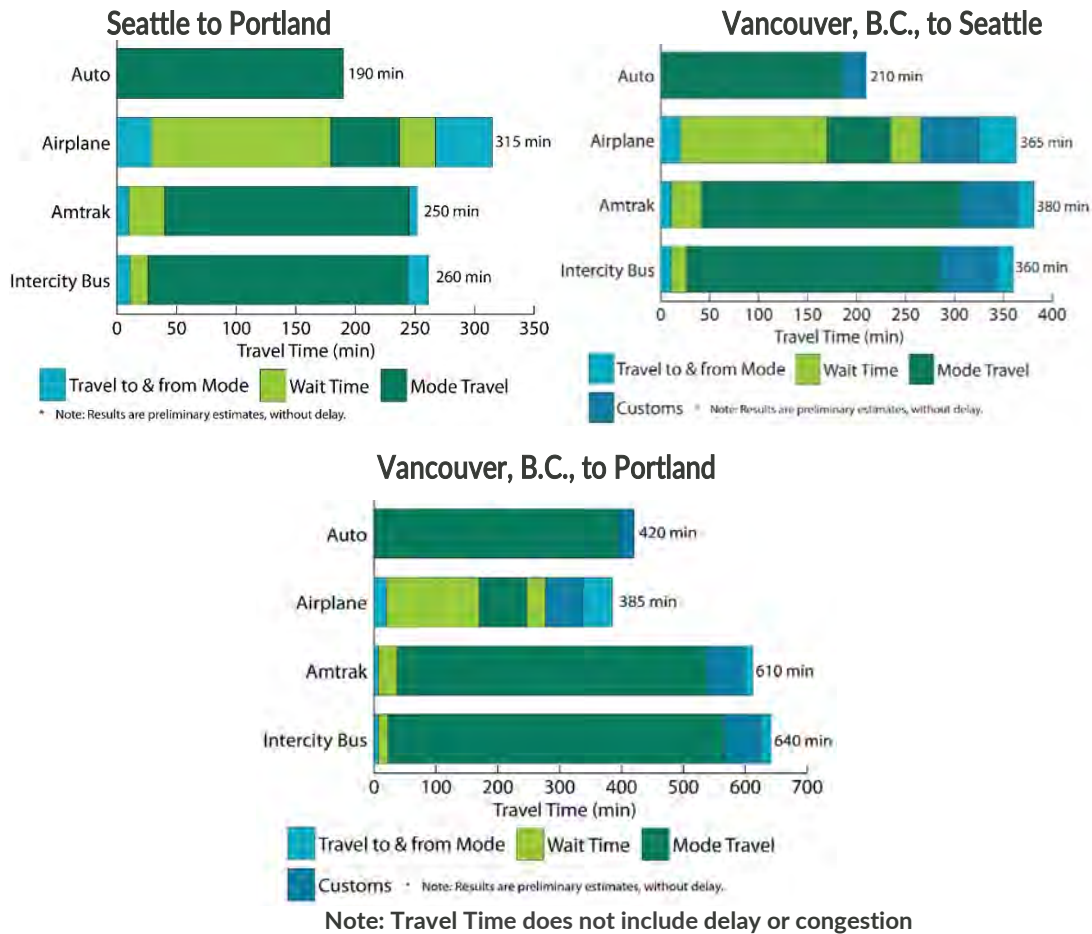 Seattle to Portland
Auto
190 min
Airplane
315 min
Amtrak
250 min
Intercity Bus
260 min
0 50 100 150 200 250 300 350
Travel Time (min)
Travel to & from Mode Wait Time Mode Travel
* Note: Results are preliminary estimates, without delay.
Vancouver, B.C., to Seattle
Auto
210 min
Airplane
365 min
Amtrak
380 min
Intercity Bus
360 min
0 50 100 150 200 250 300 350 400
Travel Time (min)
Travel to & from Mode Wait Time Mode Travel
Customs * Note: Results are preliminary estimates, without delay.
Vancouver, B.C., to Portland
Auto
420 min
Airplane
385 min
Amtrak
610 min
Intercity Bus
640 min
0 100 200 300 400 500 600 700
Travel Time (min)
Travel to & from Mode Wait Time Mode Travel
Customs * Note: Results are preliminary estimates, without delay.
Note: Travel Time does not include delay or congestion